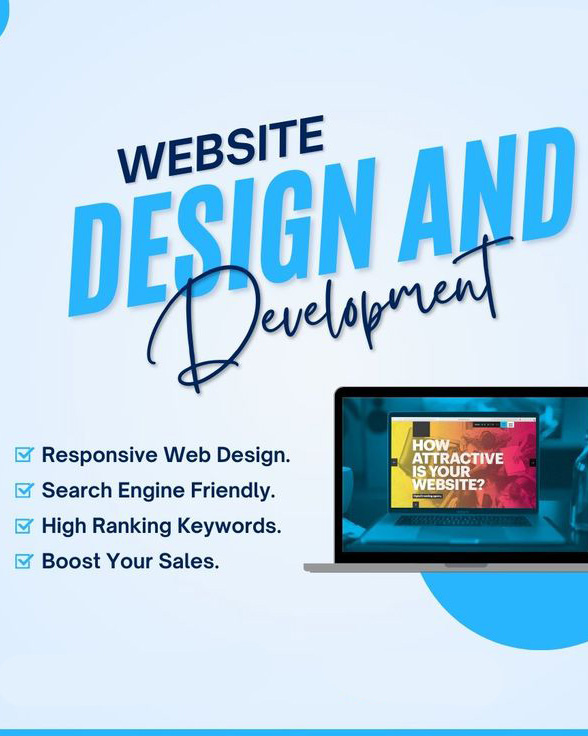 WEBSITE
DESIGN AND
Development
Responsive Web Design.
Search Engine Friendly.
High Ranking Keywords.
Boost Your Sales.
HOW
ATTRACTIVE
IS YOUR
WEBSITE?